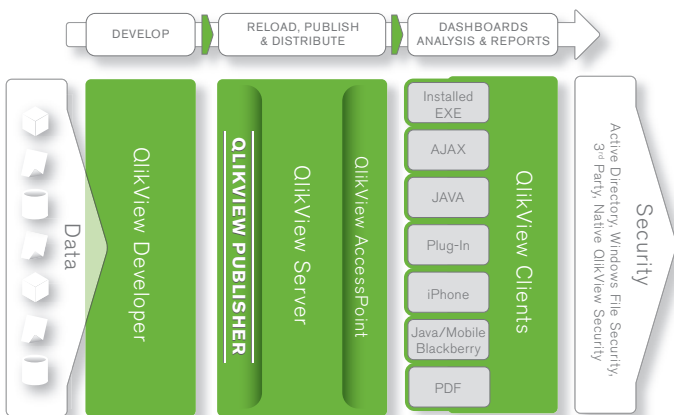 DEVELOP
RELOAD, PUBLISH
& DISTRIBUTE
DASHBOARDS
ANALYSIS & REPORTS
Data
QlikView Developer
QLIKVIEW PUBLISHER
QlikView Server
QlikView AccessPoint
Installed
EXE
AJAX
JAVA
Plug-In
iPhone
Java/Mobile
Blackberry
PDF
QlikView Clients
Security
Active Directory, Windows File Security,
3rd Party, Native QlikView Security